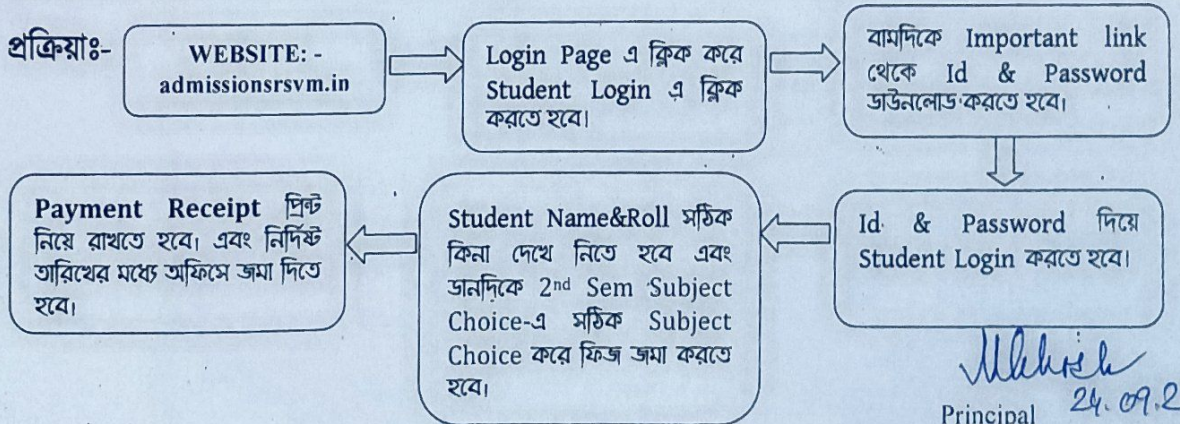 প্রক্রিয়াঃ-
WEBSITE: -
admissionsrsvm.in
Login Page এ ক্লিক করে
Student Login এ ক্লিক
করতে হবে।
বামদিকে Important link
থেকে Id & Password
ডাউনলোড করতে হবে।
Id & Password দিয়ে
Student Login করতে হবে।
Student Name&Roll সঠিক
কিনা দেখে নিতে হবে এবং
ডানদিকে 2nd Sem Subject
Choice-এ সঠিক Subject
Choice করে ফিজ জমা করতে
হবে।
Payment Receipt প্রিন্ট
নিয়ে রাখতে হবে। এবং নির্দিষ্ট
তারিখের মধ্যে অফিসে জমা দিতে
হবে।
Principal 24.09.2